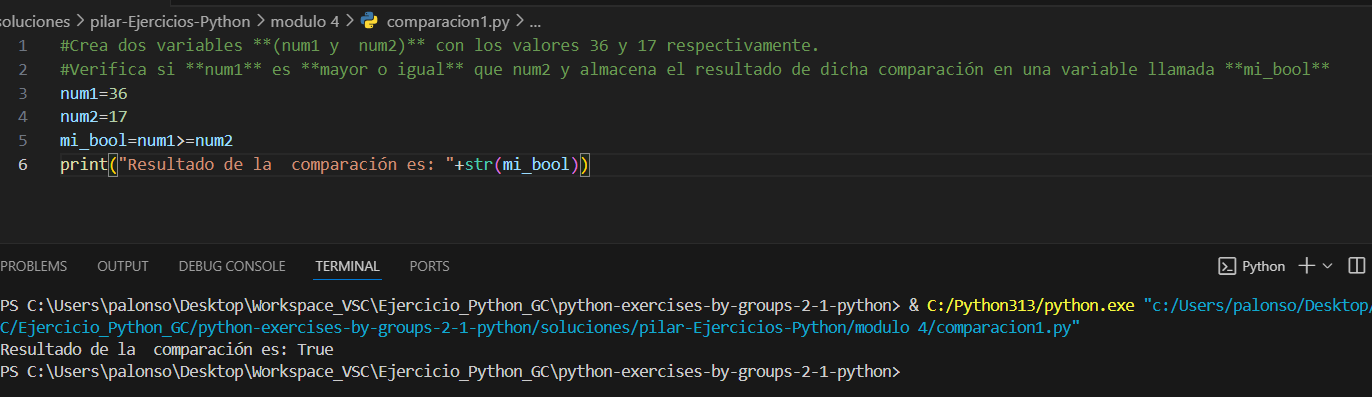 soluciones > pilar-Ejercicios-Python > modulo 4 > comparacion1.py > ...
1 #Crea dos variables **(num1 y  num2)** con los valores 36 y 17 respectivamente.
2 #Verifica si **num1** es **mayor o igual** que num2 y almacena el resultado de dicha comparación en una variable llamada **mi_bool**
3 num1=36
4 num2=17
5 mi_bool=num1>=num2
6 print("Resultado de la  comparación es: "+str(mi_bool))
PROBLEMS OUTPUT DEBUG CONSOLE TERMINAL PORTS Python
PS C:\Users\palonso\Desktop\Workspace_VSC\Ejercicio_Python_GC\python-exercises-by-groups-2-1-python> & C:/Python313/python.exe "c:/Users/palonso/Desktop/
C/Ejercicio_Python_GC/python-exercises-by-groups-2-1-python/soluciones/pilar-Ejercicios-Python/modulo 4/comparacion1.py"
Resultado de la  comparación es: True
PS C:\Users\palonso\Desktop\Workspace_VSC\Ejercicio_Python_GC\python-exercises-by-groups-2-1-python>